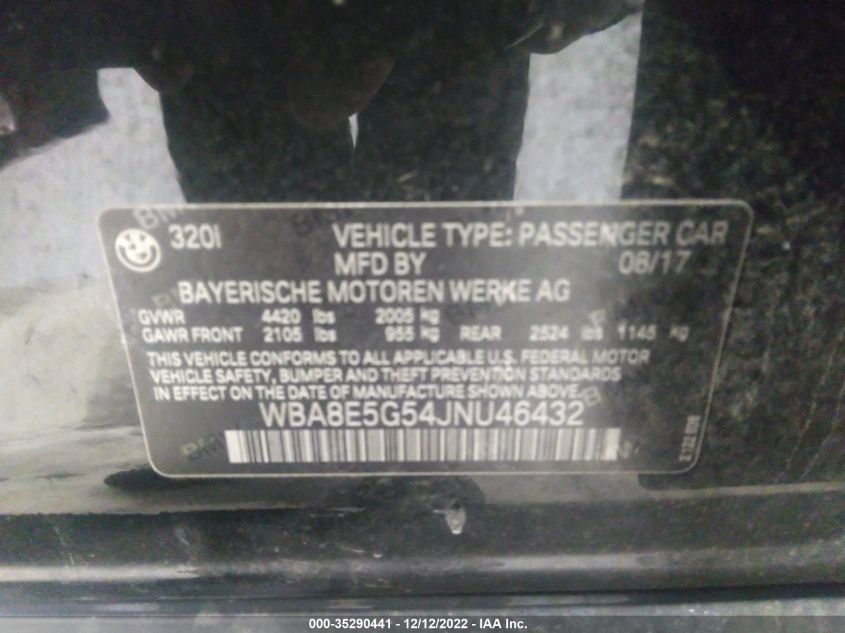 320I VEHICLE TYPE: PASSENGER CAR
MFD BY 08/17
BAYERISCHE MOTOREN WERKE AG
GVWR 4420 lbs 2005 kg
GAWR FRONT 2105 lbs 955 kg REAR 2524 lbs 1145 kg
THIS VEHICLE CONFORMS TO ALL APPLICABLE U.S. FEDERAL MOTOR
VEHICLE SAFETY, BUMPER AND THEFT PREVENTION STANDARDS
IN EFFECT ON THE DATE OF MANUFACTURE SHOWN ABOVE.
WBA8E5G54JNU46432
000-35290441 - 12/12/2022 - IAA Inc.